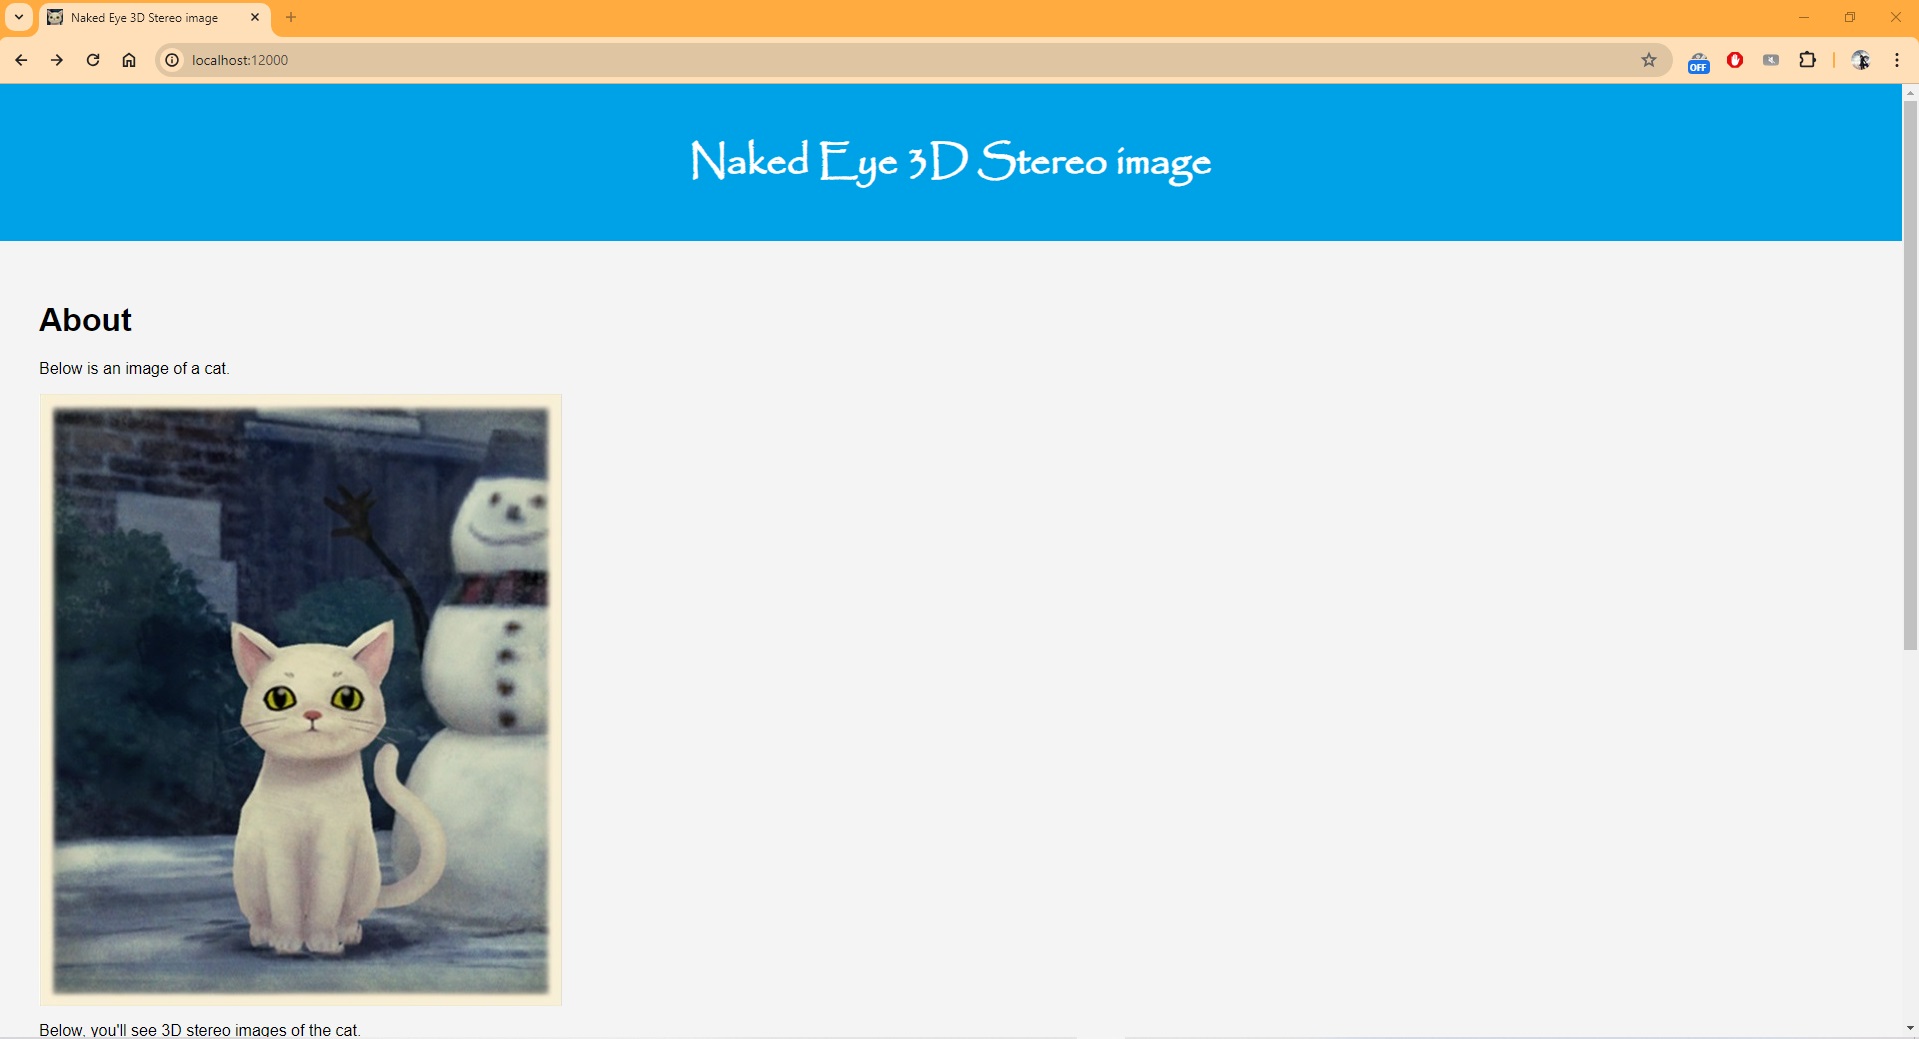 Naked Eye 3D Stereo image
localhost:12000
OFF
Naked Eye 3D Stereo image
About
Below is an image of a cat.
Below, you'll see 3D stereo images of the cat.